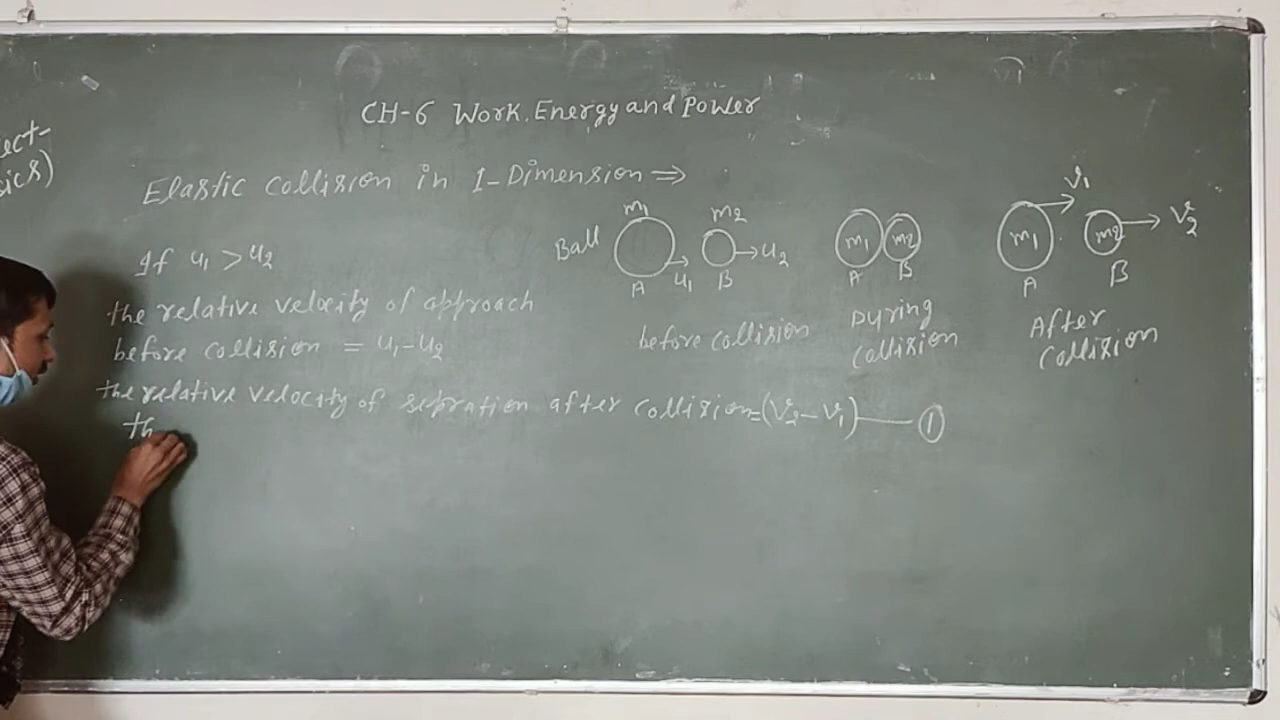 CH-6 Work, Energy and Power
ect-
sics)
Elastic Collision in 1-Dimension ⇒
If u₁ > u₂
the relative velocity of approach
before collision = u₁-u₂
the relative velocity of sepration after collision=(V₂-V₁)—①
th
Ball
m₁
m₂
u₁
u₂
A
B
before collision
m₁
m₂
A
B
During
Collision
m₁
m₂
V₁
V₂
A
B
After
Collision